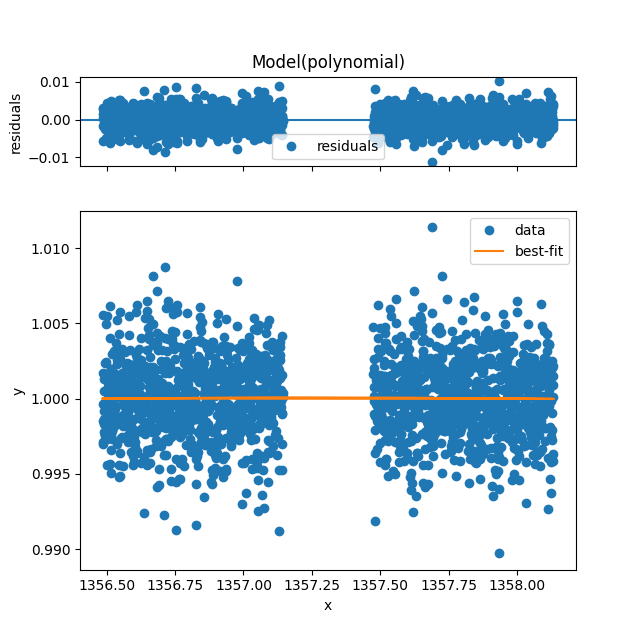 Model(polynomial)
0.01
0.00
−0.01
residuals
residuals
1.010
1.005
1.000
0.995
0.990
y
data
best-fit
1356.50 1356.75 1357.00 1357.25 1357.50 1357.75 1358.00
x